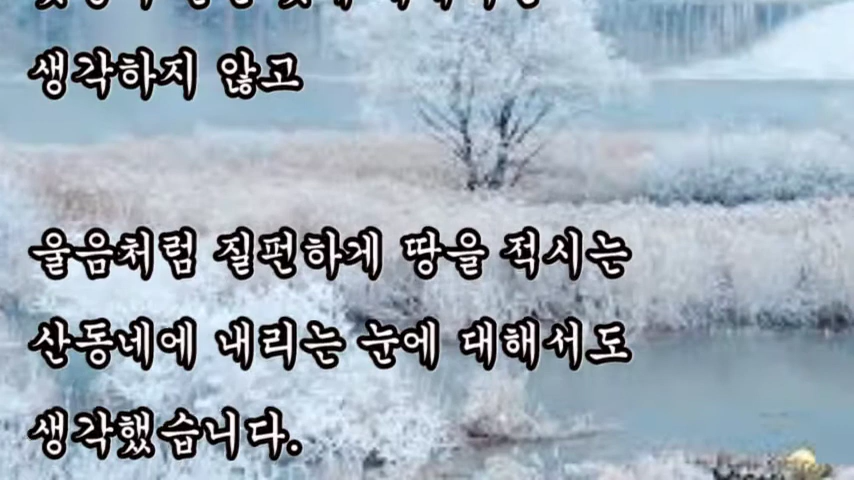 생각하지 않고
울음처럼 질펀하게 땅을 적시는
산동네에 내리는 눈에 대해서도
생각했습니다.